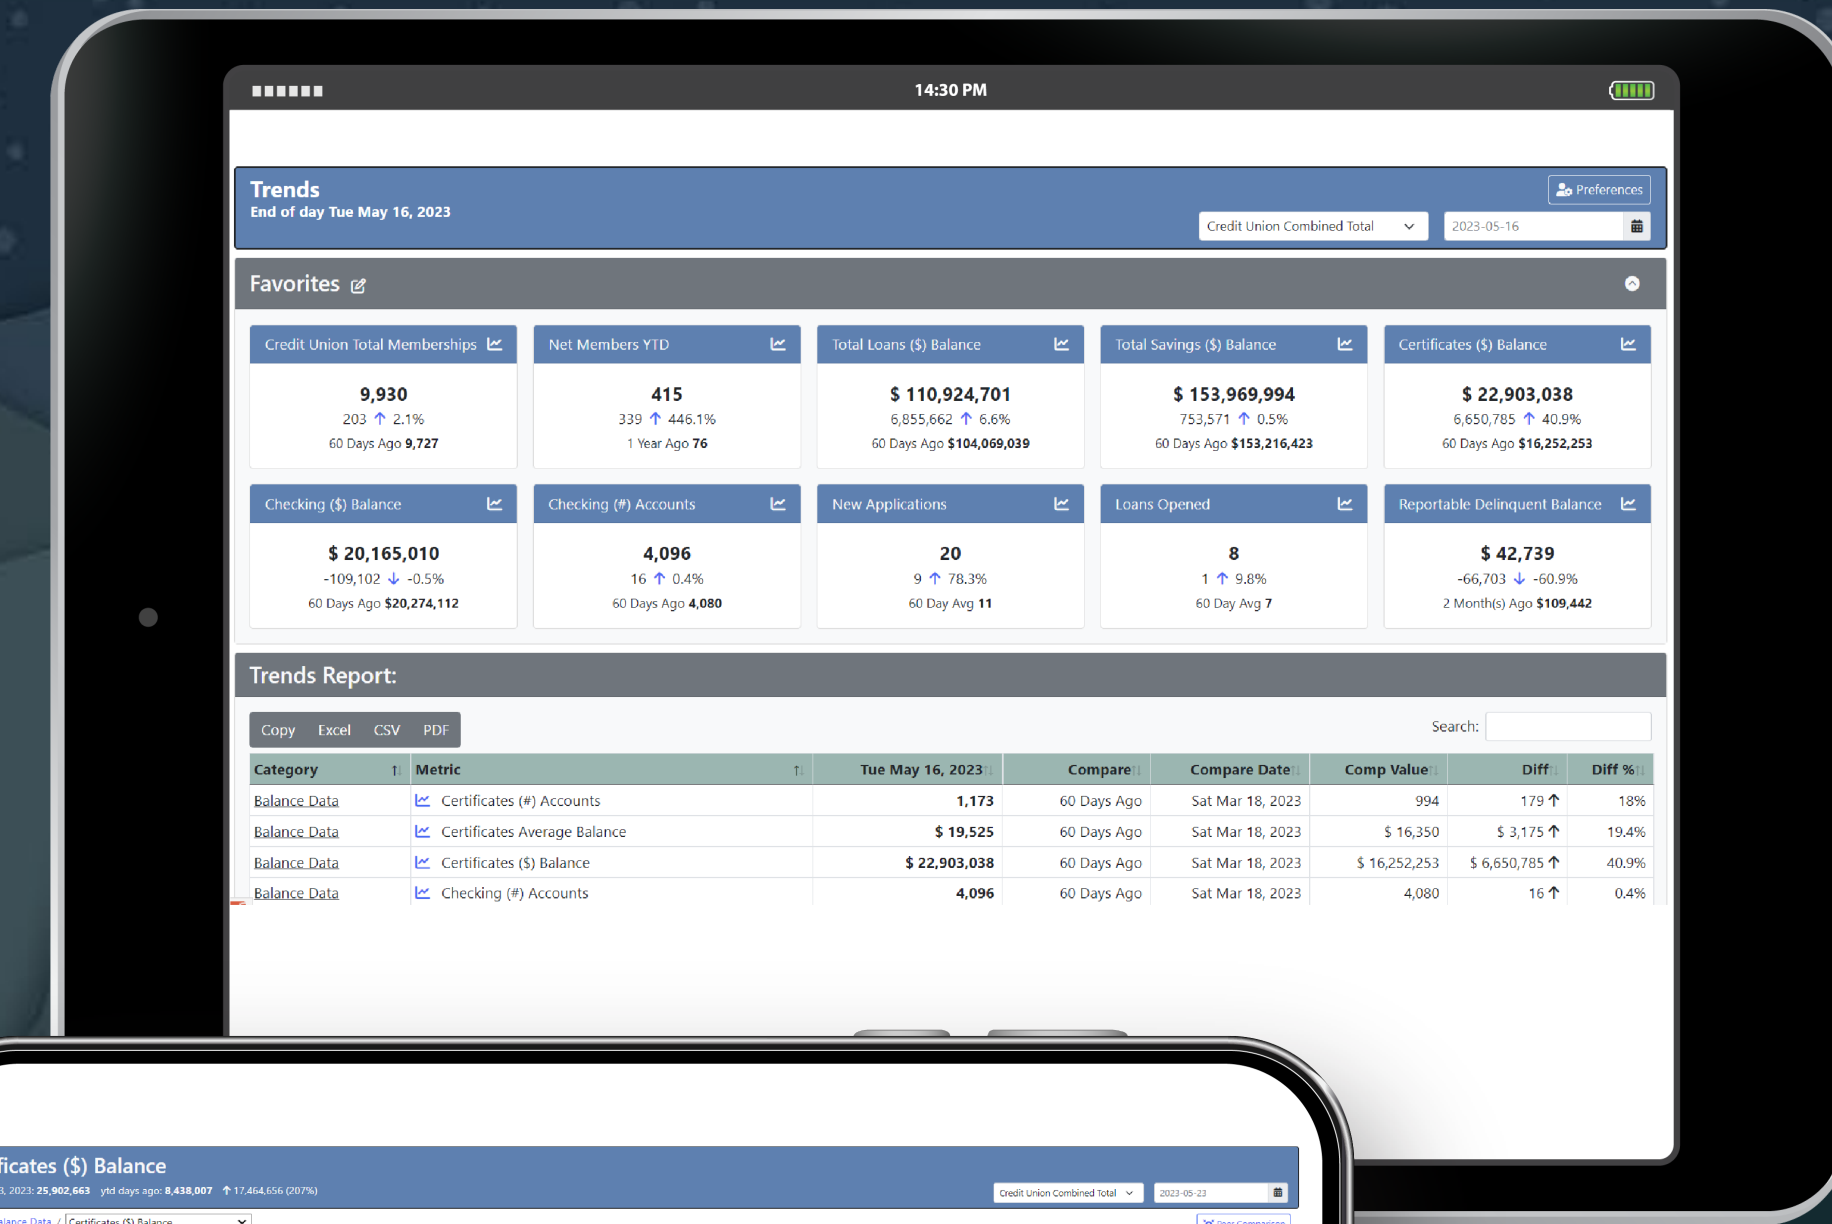 14:30 PM
Trends
End of day Tue May 16, 2023
Preferences
Credit Union Combined Total
2023-05-16
Favorites
Credit Union Total Memberships
9,930
203 ↑ 2.1%
60 Days Ago 9,727
Net Members YTD
415
339 ↑ 446.1%
1 Year Ago 76
Total Loans ($) Balance
$ 110,924,701
6,855,662 ↑ 6.6%
60 Days Ago $104,069,039
Total Savings ($) Balance
$ 153,969,994
753,571 ↑ 0.5%
60 Days Ago $153,216,423
Certificates ($) Balance
$ 22,903,038
6,650,785 ↑ 40.9%
60 Days Ago $16,252,253
Checking ($) Balance
$ 20,165,010
-109,102 ↓ -0.5%
60 Days Ago $20,274,112
Checking (#) Accounts
4,096
16 ↑ 0.4%
60 Days Ago 4,080
New Applications
20
9 ↑ 78.3%
60 Day Avg 11
Loans Opened
8
1 ↑ 9.8%
60 Day Avg 7
Reportable Delinquent Balance
$ 42,739
-66,703 ↓ -60.9%
2 Month(s) Ago $109,442
Trends Report:
Copy Excel CSV PDF
Search:
Category Metric Tue May 16, 2023 Compare Compare Date Comp Value Diff Diff %
Balance Data Certificates (#) Accounts 1,173 60 Days Ago Sat Mar 18, 2023 994 179 ↑ 18%
Balance Data Certificates Average Balance $ 19,525 60 Days Ago Sat Mar 18, 2023 $ 16,350 $ 3,175 ↑ 19.4%
Balance Data Certificates ($) Balance $ 22,903,038 60 Days Ago Sat Mar 18, 2023 $ 16,252,253 $ 6,650,785 ↑ 40.9%
Balance Data Checking (#) Accounts 4,096 60 Days Ago Sat Mar 18, 2023 4,080 16 ↑ 0.4%
ficates ($) Balance
3, 2023: 25,902,663 ytd days ago: 8,438,007 ↑ 17,464,656 (207%)
Credit Union Combined Total
2023-05-23
alance Data / Certificates ($) Balance
Peer Comparison